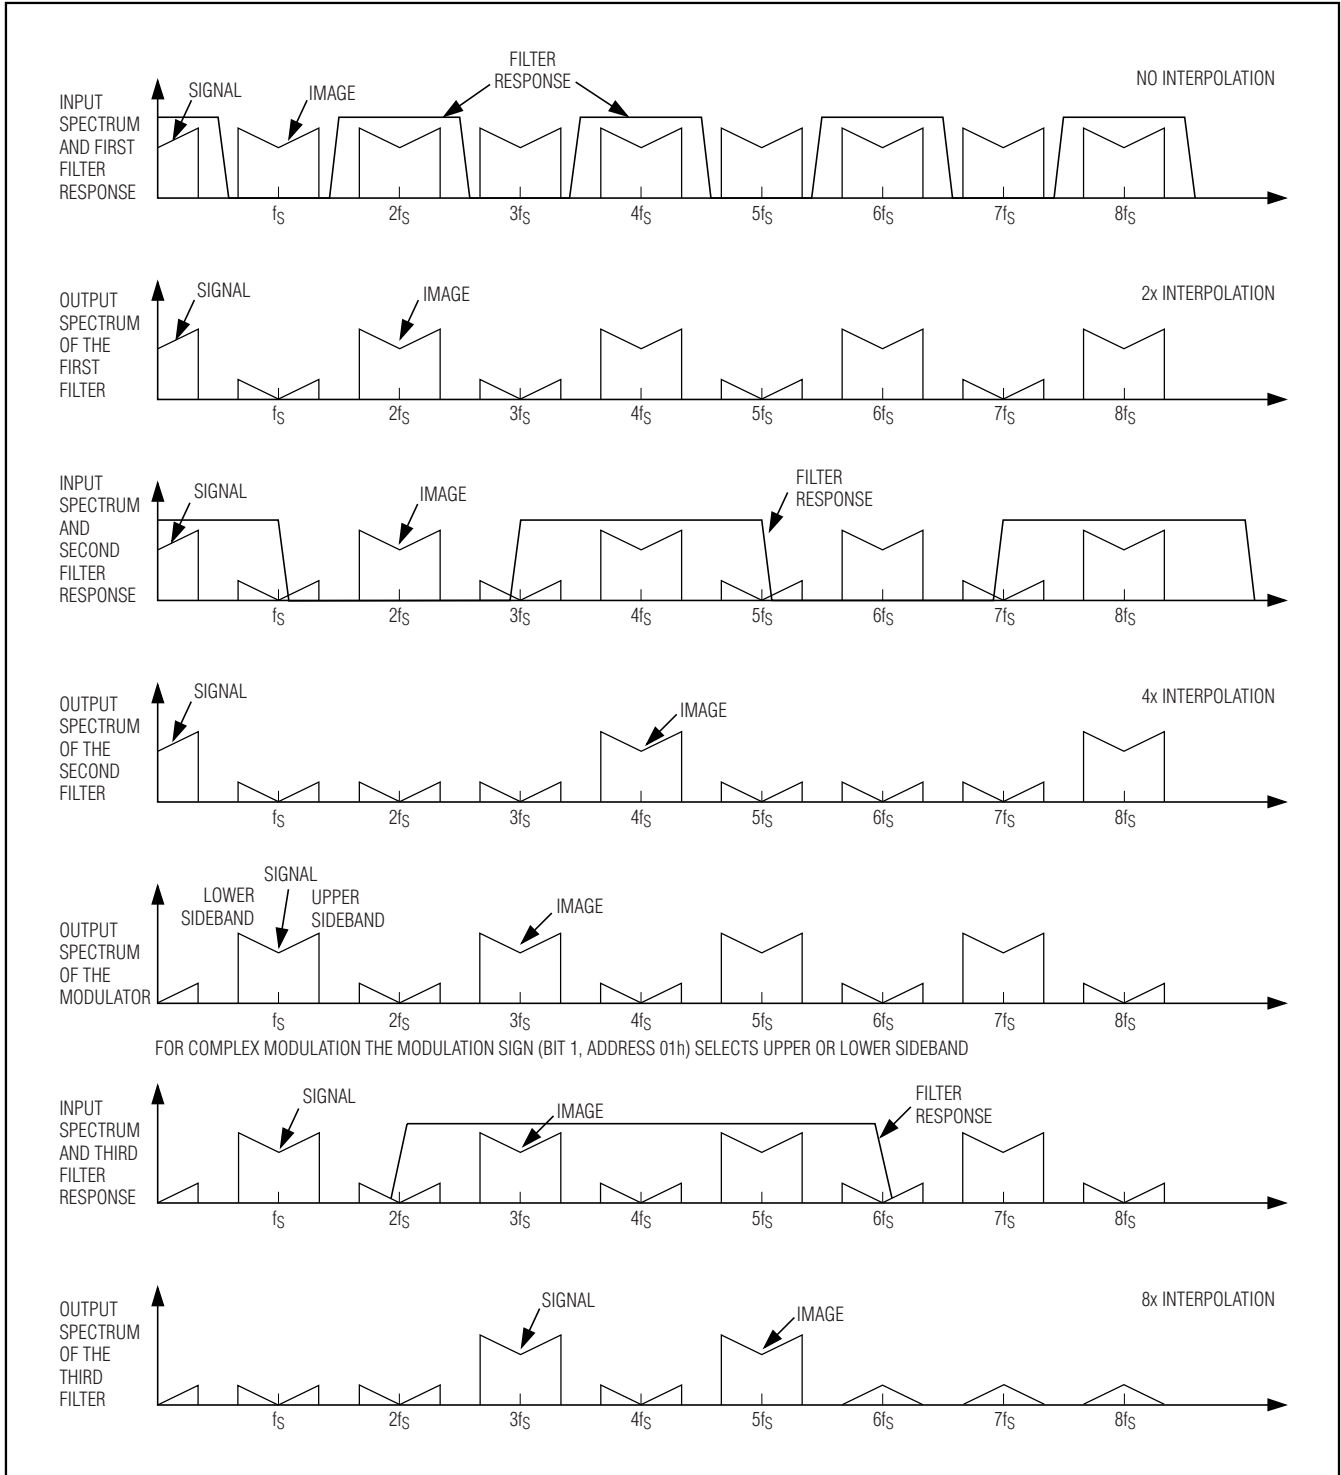 FILTER
RESPONSE
NO INTERPOLATION
SIGNAL
IMAGE
INPUT
SPECTRUM
AND FIRST
FILTER
RESPONSE
fS 2fS 3fS 4fS 5fS 6fS 7fS 8fS
SIGNAL
IMAGE
2x INTERPOLATION
OUTPUT
SPECTRUM
OF THE
FIRST
FILTER
fS 2fS 3fS 4fS 5fS 6fS 7fS 8fS
INPUT
SPECTRUM
AND
SECOND
FILTER
RESPONSE
SIGNAL
IMAGE
FILTER
RESPONSE
fS 2fS 3fS 4fS 5fS 6fS 7fS 8fS
SIGNAL
IMAGE
4x INTERPOLATION
OUTPUT
SPECTRUM
OF THE
SECOND
FILTER
fS 2fS 3fS 4fS 5fS 6fS 7fS 8fS
SIGNAL
LOWER
SIDEBAND
UPPER
SIDEBAND
IMAGE
OUTPUT
SPECTRUM
OF THE
MODULATOR
fS 2fS 3fS 4fS 5fS 6fS 7fS 8fS
FOR COMPLEX MODULATION THE MODULATION SIGN (BIT 1, ADDRESS 01h) SELECTS UPPER OR LOWER SIDEBAND
INPUT
SPECTRUM
AND THIRD
FILTER
RESPONSE
SIGNAL
IMAGE
FILTER
RESPONSE
fS 2fS 3fS 4fS 5fS 6fS 7fS 8fS
OUTPUT
SPECTRUM
OF THE
THIRD
FILTER
SIGNAL
IMAGE
8x INTERPOLATION
fS 2fS 3fS 4fS 5fS 6fS 7fS 8fS